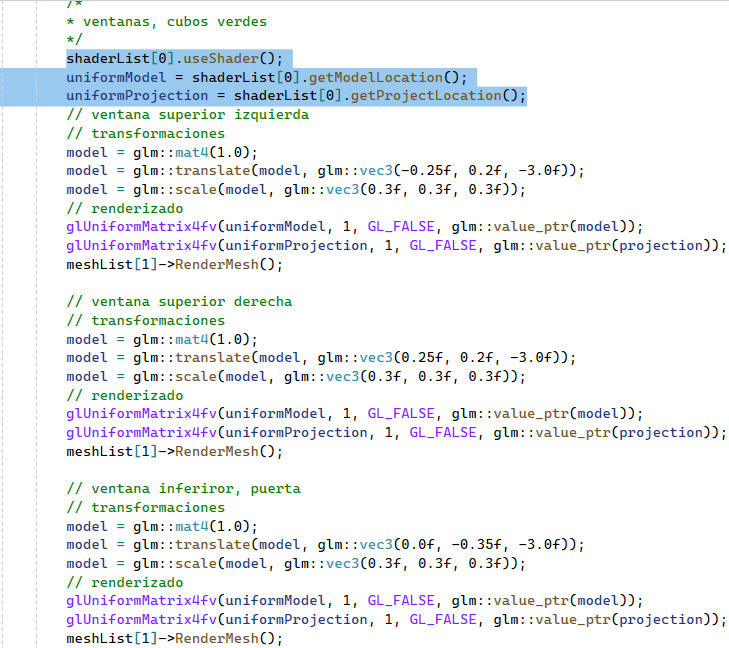 /*
* ventanas, cubos verdes
*/
shaderList[0].useShader();
uniformModel = shaderList[0].getModelLocation();
uniformProjection = shaderList[0].getProjectLocation();
// ventana superior izquierda
// transformaciones
model = glm::mat4(1.0);
model = glm::translate(model, glm::vec3(-0.25f, 0.2f, -3.0f));
model = glm::scale(model, glm::vec3(0.3f, 0.3f, 0.3f));
// renderizado
glUniformMatrix4fv(uniformModel, 1, GL_FALSE, glm::value_ptr(model));
glUniformMatrix4fv(uniformProjection, 1, GL_FALSE, glm::value_ptr(projection));
meshList[1]->RenderMesh();

// ventana superior derecha
// transformaciones
model = glm::mat4(1.0);
model = glm::translate(model, glm::vec3(0.25f, 0.2f, -3.0f));
model = glm::scale(model, glm::vec3(0.3f, 0.3f, 0.3f));
// renderizado
glUniformMatrix4fv(uniformModel, 1, GL_FALSE, glm::value_ptr(model));
glUniformMatrix4fv(uniformProjection, 1, GL_FALSE, glm::value_ptr(projection));
meshList[1]->RenderMesh();

// ventana inferiror, puerta
// transformaciones
model = glm::mat4(1.0);
model = glm::translate(model, glm::vec3(0.0f, -0.35f, -3.0f));
model = glm::scale(model, glm::vec3(0.3f, 0.3f, 0.3f));
// renderizado
glUniformMatrix4fv(uniformModel, 1, GL_FALSE, glm::value_ptr(model));
glUniformMatrix4fv(uniformProjection, 1, GL_FALSE, glm::value_ptr(projection));
meshList[1]->RenderMesh();